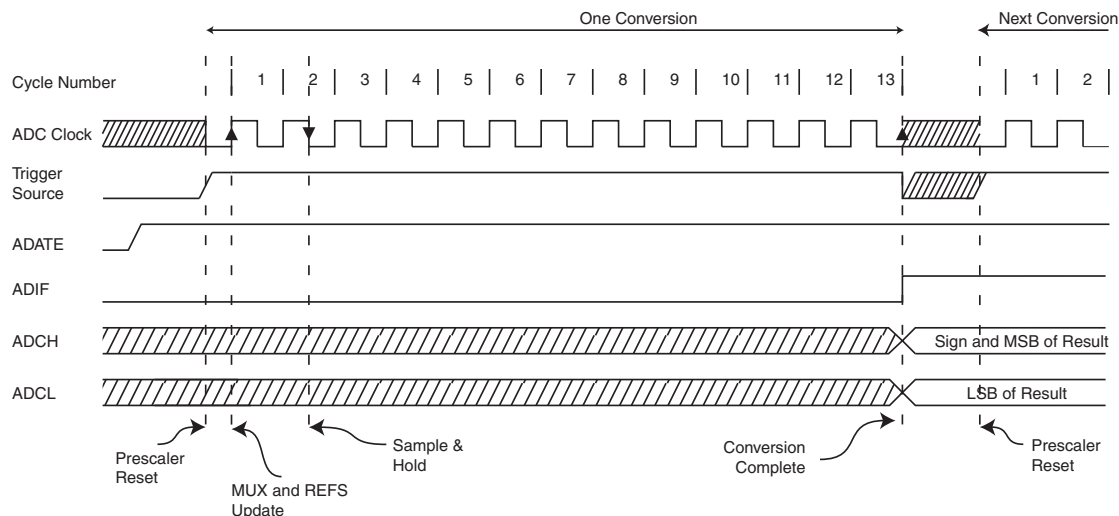 One Conversion
Next Conversion
Cycle Number
1 2 3 4 5 6 7 8 9 10 11 12 13 1 2
ADC Clock
Trigger
Source
ADATE
ADIF
ADCH
Sign and MSB of Result
ADCL
LSB of Result
Prescaler
Reset
MUX and REFS
Update
Sample &
Hold
Conversion
Complete
Prescaler
Reset